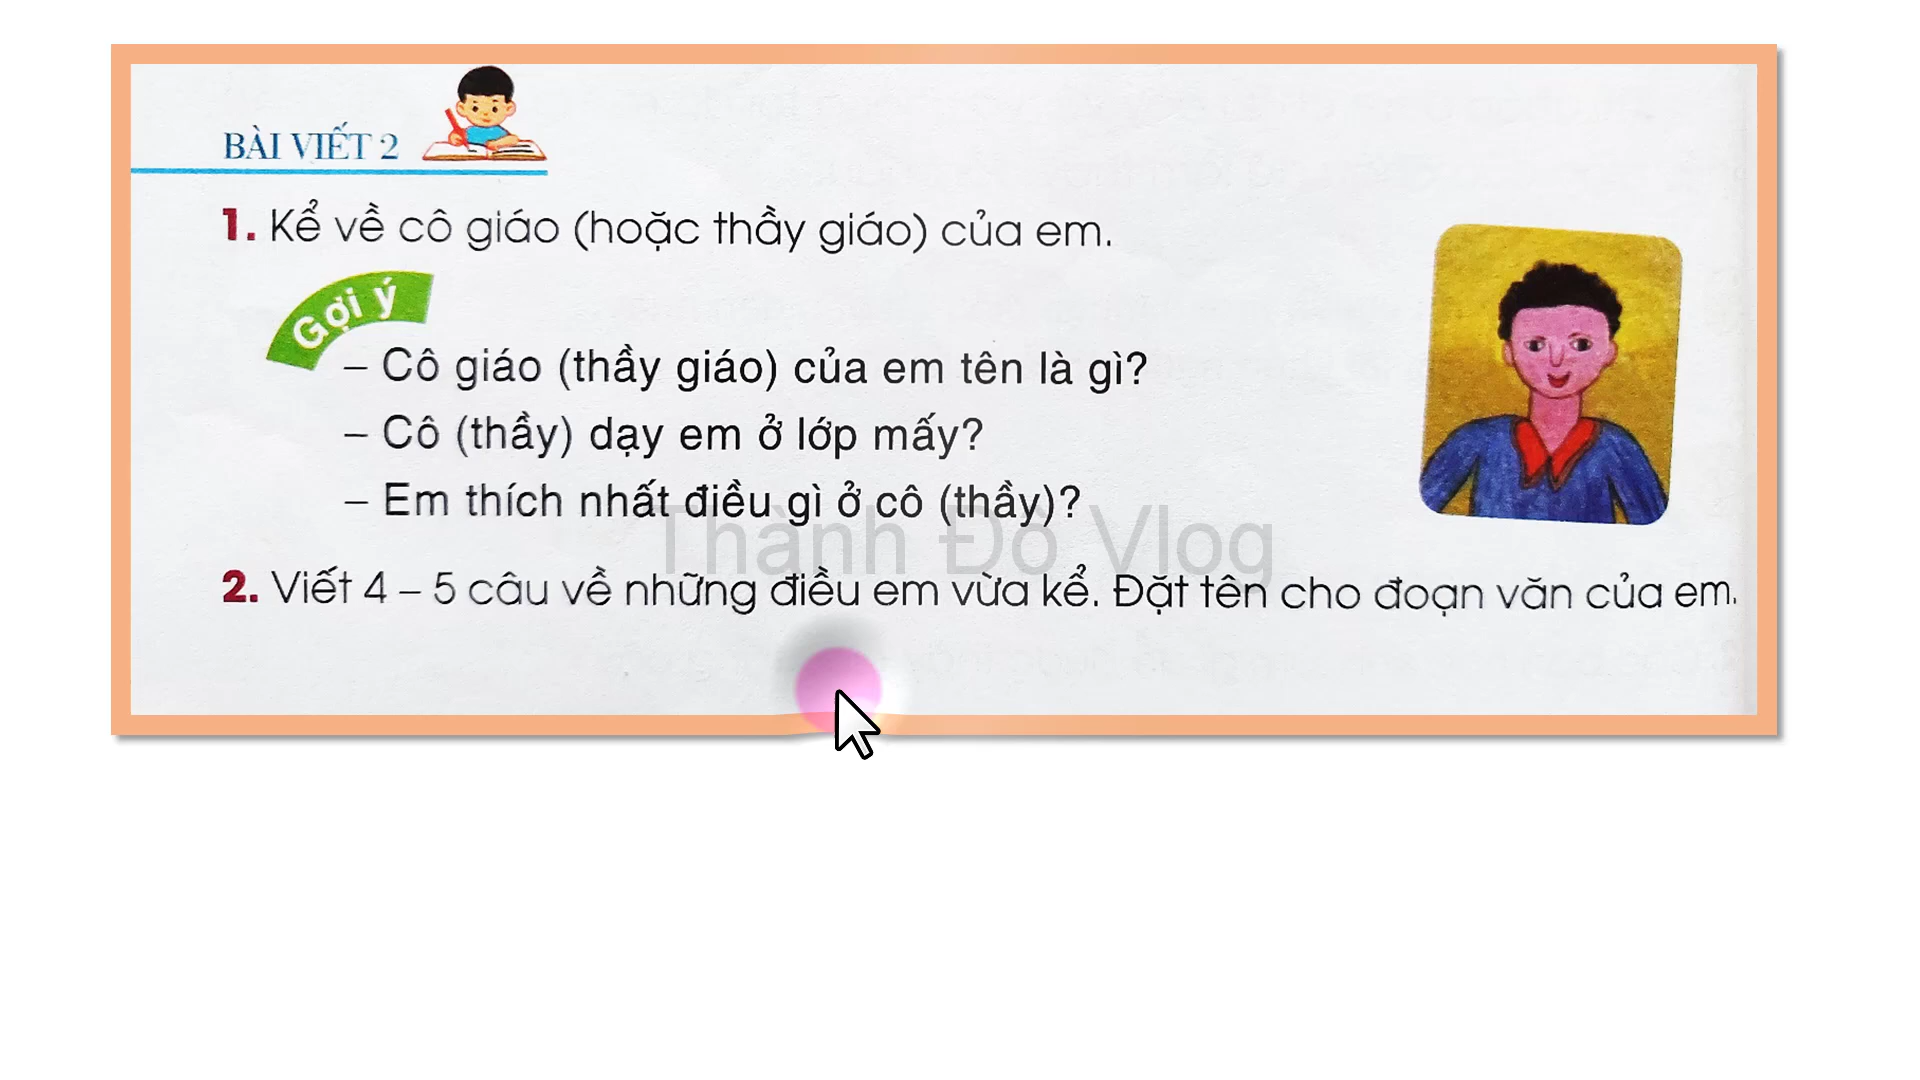 BÀI VIẾT 2
1. Kể về cô giáo (hoặc thầy giáo) của em.
Gợi ý
– Cô giáo (thầy giáo) của em tên là gì?
– Cô (thầy) dạy em ở lớp mấy?
– Em thích nhất điều gì ở cô (thầy)?
Thành Đỏ Vlog
2. Viết 4 – 5 câu về những điều em vừa kể. Đặt tên cho đoạn văn của em.